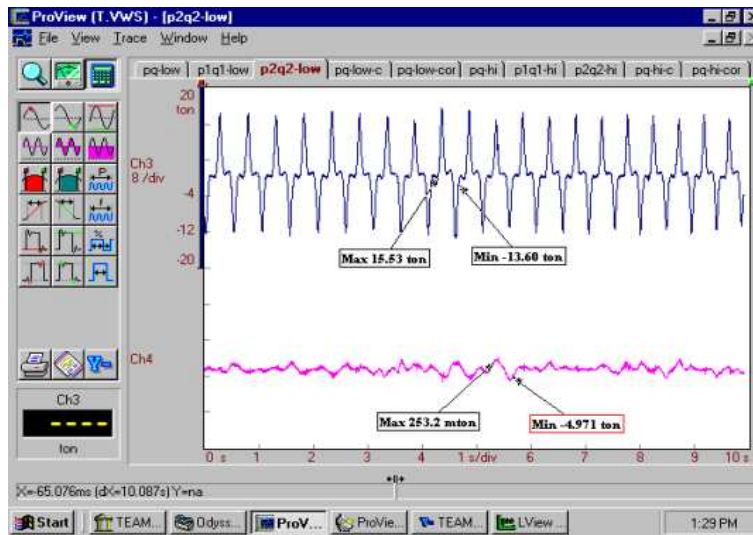 ProView (T.VWS) - [p2q2-low]
File View Trace Window Help
pq-low p1q1-low p2q2-low pq-low-c pq-low-cor pq-hi p1q1-hi p2q2-hi pq-hi-c pq-hi-cor
20
ton
Ch3
8 /div
-4
-12
-20
Max 15.53 ton
Min -13.60 ton
Ch4
Max 253.2 mton
Min -4.971 ton
0 s 1 2 3 4 1 s/div 6 7 8 9 10 s
Ch3
----
ton
X=-65.076ms (dX=10.087s) Y=na
Start TEAM... Odyss... ProV... ProVie... TEAM... LView ... 1:29 PM